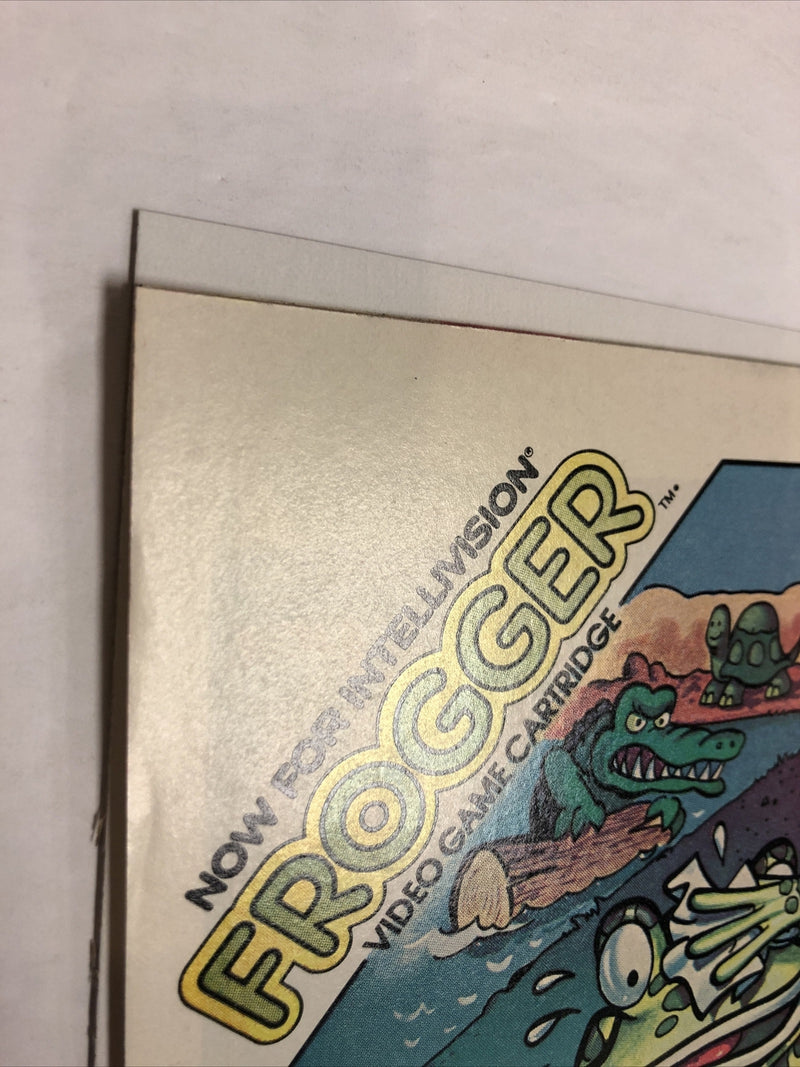 NOW FOR INTELLIVISION®
FROGGER™
VIDEO GAME CARTRIDGE